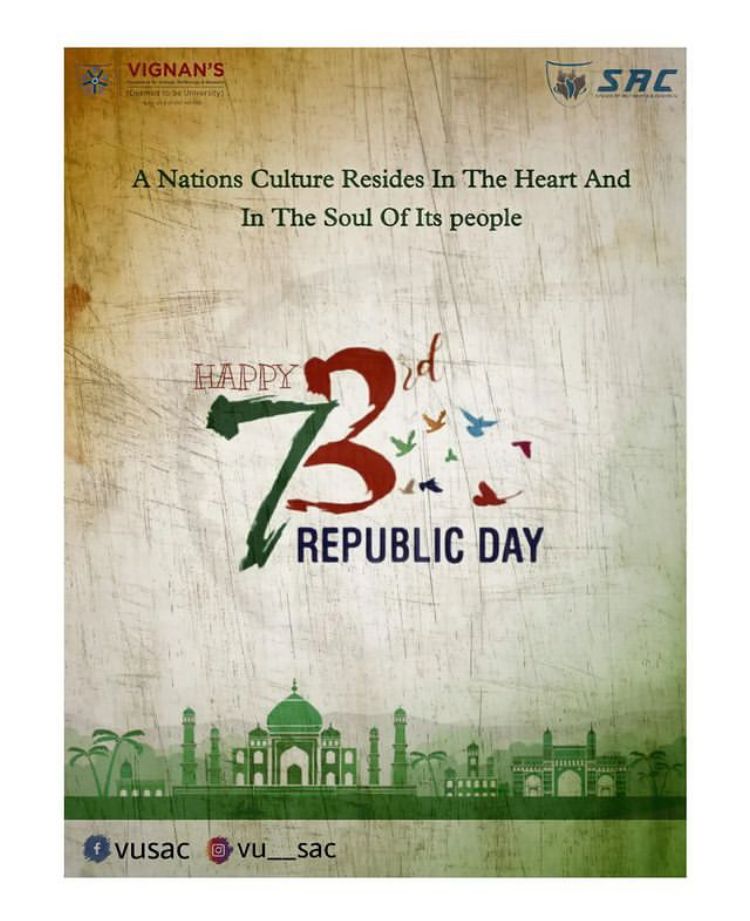 VIGNAN'S
(Deemed to be University)
SAC
A Nations Culture Resides In The Heart And
In The Soul Of Its people
HAPPY
73rd
REPUBLIC DAY
vusac
vu__sac